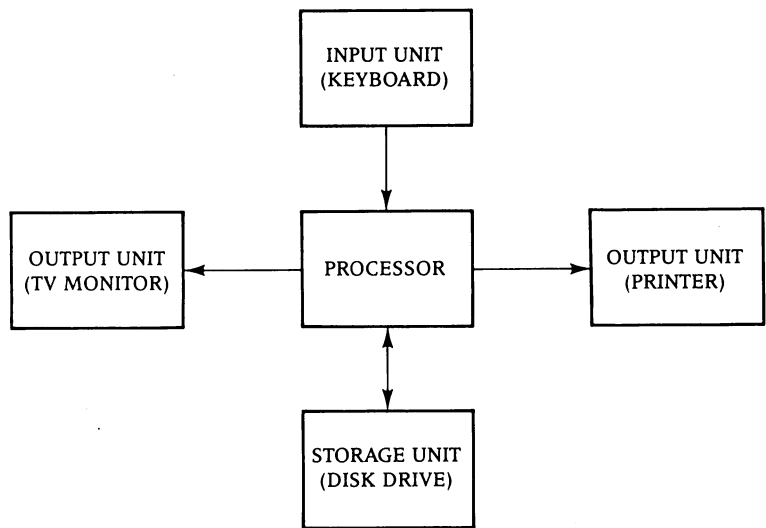 INPUT UNIT
(KEYBOARD)
OUTPUT UNIT
(TV MONITOR)
PROCESSOR
OUTPUT UNIT
(PRINTER)
STORAGE UNIT
(DISK DRIVE)